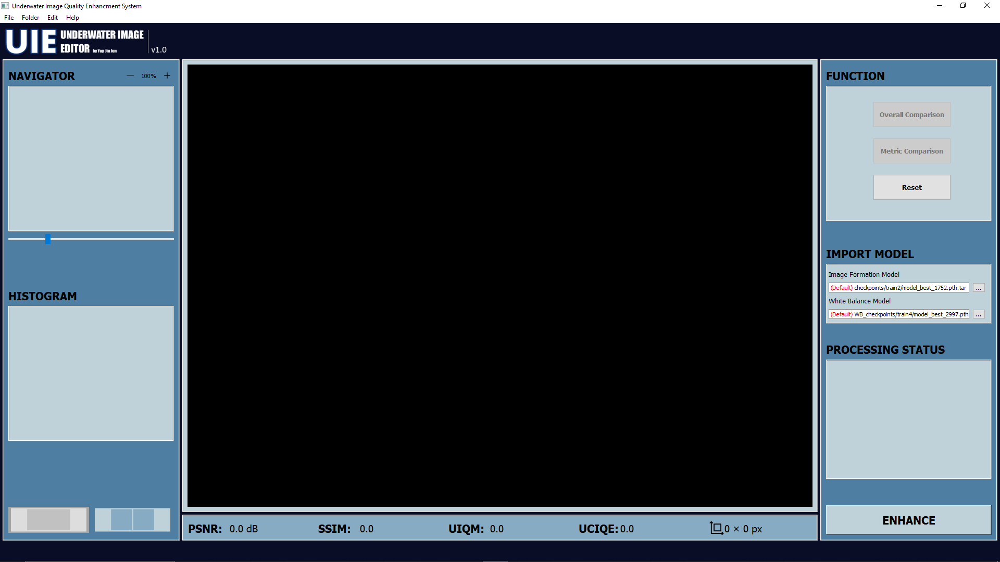 Underwater Image Quality Enhancment System
File Folder Edit Help
UIE UNDERWATER IMAGE
EDITOR by Yap Jia Jun
v1.0
NAVIGATOR
100%
HISTOGRAM
PSNR: 0.0 dB
SSIM: 0.0
UIQM: 0.0
UCIQE: 0.0
0 × 0 px
FUNCTION
Overall Comparison
Metric Comparison
Reset
IMPORT MODEL
Image Formation Model
(Default) checkpoints/train2/model_best_1752.pth.tar ...
White Balance Model
(Default) WB_checkpoints/train4/model_best_2997.pth ...
PROCESSING STATUS
ENHANCE